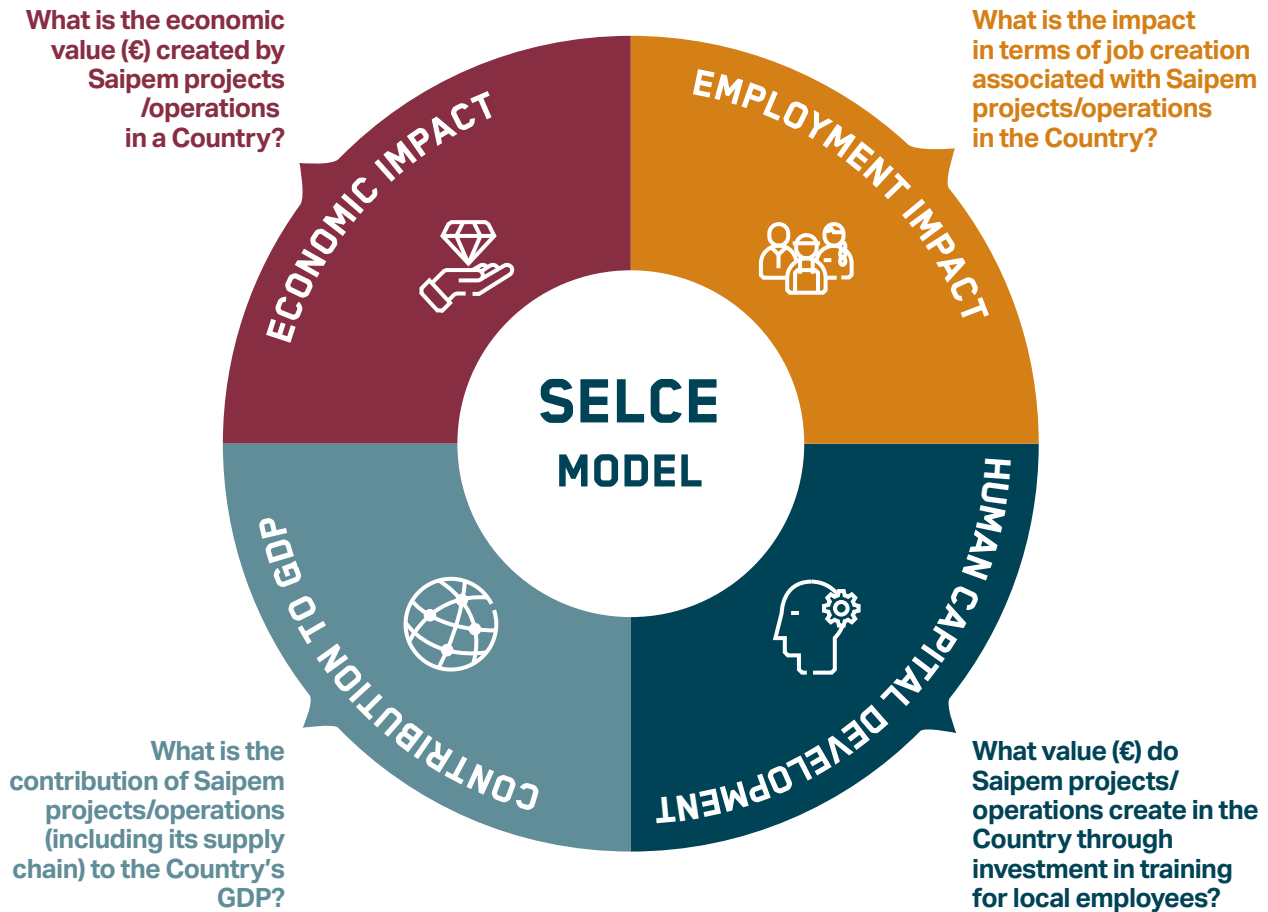 What is the economic
value (€) created by
Saipem projects
/operations
in a Country?
What is the impact
in terms of job creation
associated with Saipem
projects/operations
in the Country?
ECONOMIC IMPACT
EMPLOYMENT IMPACT
SELCE
MODEL
CONTRIBUTION TO GDP
HUMAN CAPITAL DEVELOPMENT
What is the
contribution of Saipem
projects/operations
(including its supply
chain) to the Country's
GDP?
What value (€) do
Saipem projects/
operations create in the
Country through
investment in training
for local employees?